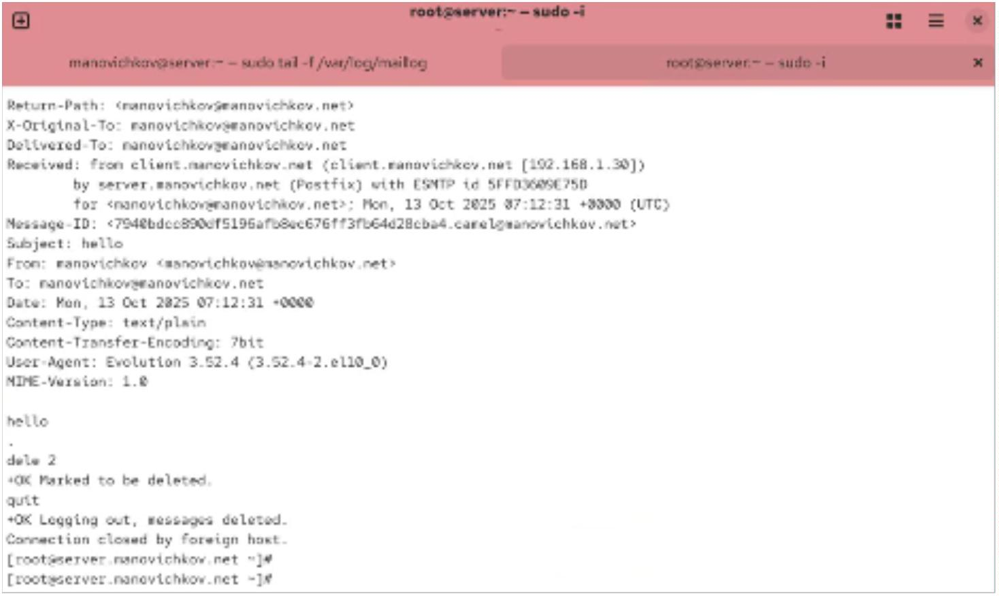 root@server:~ — sudo -i
manovichkov@server:~ — sudo tail -f /var/log/maillog
root@server:~ — sudo -i
Return-Path: <manovichkov@manovichkov.net>
X-Original-To: manovichkov@manovichkov.net
Delivered-To: manovichkov@manovichkov.net
Received: from client.manovichkov.net (client.manovichkov.net [192.168.1.30])
by server.manovichkov.net (Postfix) with ESMTP id 5FFD3609E75D
for <manovichkov@manovichkov.net>; Mon, 13 Oct 2025 07:12:31 +0000 (UTC)
Message-ID: <7940bdcc890df5196afb8ec676ff3fb64d28cba4.camel@manovichkov.net>
Subject: hello
From: manovichkov <manovichkov@manovichkov.net>
To: manovichkov@manovichkov.net
Date: Mon, 13 Oct 2025 07:12:31 +0000
Content-Type: text/plain
Content-Transfer-Encoding: 7bit
User-Agent: Evolution 3.52.4 (3.52.4-2.el10_0)
MIME-Version: 1.0
hello
.
dele 2
+OK Marked to be deleted.
quit
+OK Logging out, messages deleted.
Connection closed by foreign host.
[root@server.manovichkov.net ~]#
[root@server.manovichkov.net ~]#